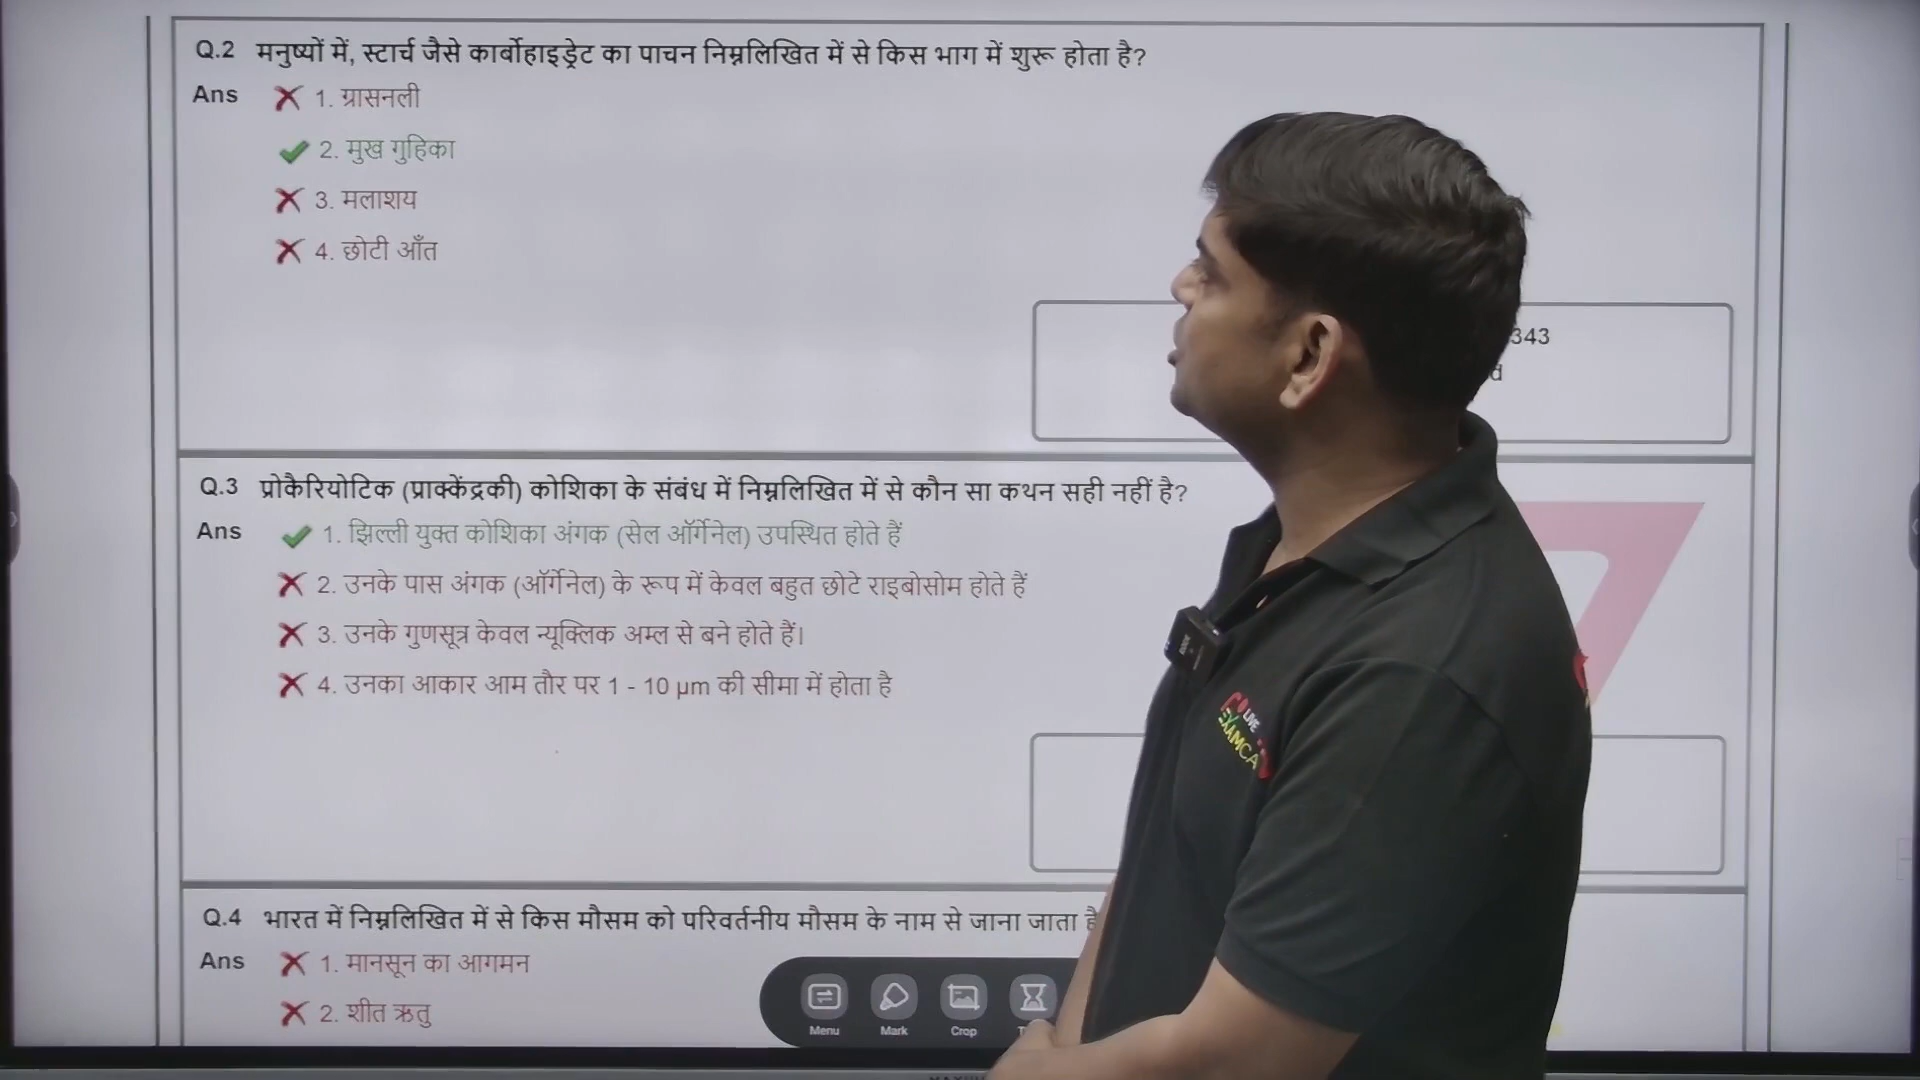 Q.2 मनुष्यों में, स्टार्च जैसे कार्बोहाइड्रेट का पाचन निम्नलिखित में से किस भाग में शुरू होता है?
Ans 1. ग्रासनली
2. मुख गुहिका
3. मलाशय
4. छोटी आँत
343
d
Q.3 प्रोकैरियोटिक (प्राक्केंद्रकी) कोशिका के संबंध में निम्नलिखित में से कौन सा कथन सही नहीं है?
Ans 1. झिल्ली युक्त कोशिका अंगक (सेल ऑर्गेनेल) उपस्थित होते हैं
2. उनके पास अंगक (ऑर्गेनेल) के रूप में केवल बहुत छोटे राइबोसोम होते हैं
3. उनके गुणसूत्र केवल न्यूक्लिक अम्ल से बने होते हैं।
4. उनका आकार आम तौर पर 1 - 10 µm की सीमा में होता है
LIVE
EXAMCA
Q.4 भारत में निम्नलिखित में से किस मौसम को परिवर्तनीय मौसम के नाम से जाना जाता है
Ans 1. मानसून का आगमन
2. शीत ऋतु
Menu Mark Crop